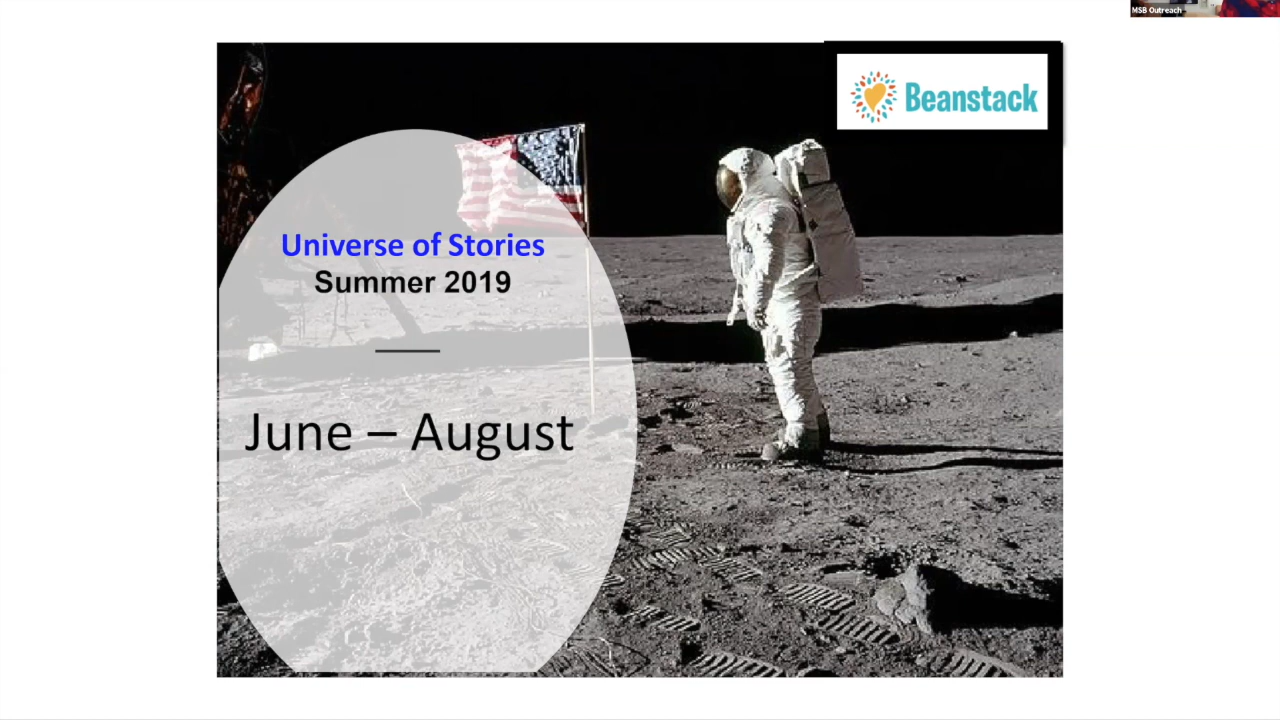 MSB Outreach
Beanstack
Universe of Stories
Summer 2019
June – August